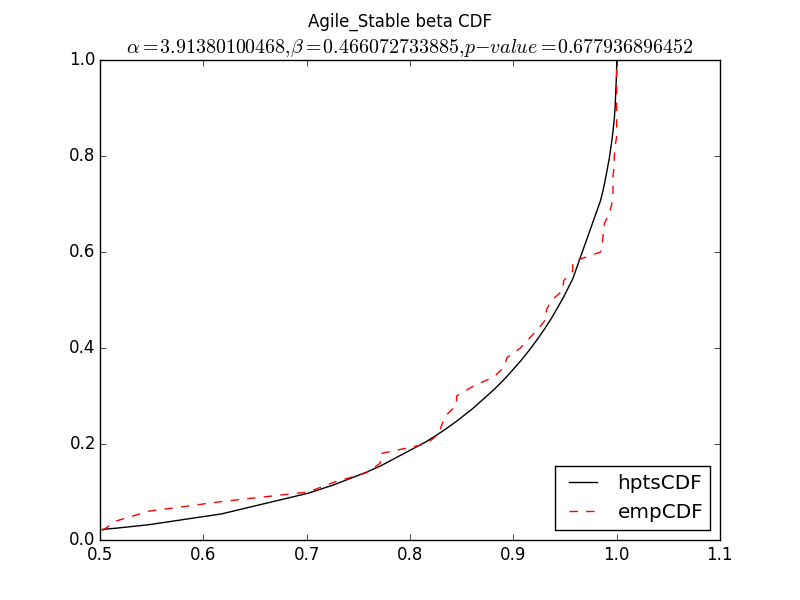 Agile_Stable beta CDF
α=3.91380100468,β=0.466072733885,p−value=0.677936896452
1.0
0.8
0.6
0.4
0.2
0.0
hptsCDF
empCDF
0.5 0.6 0.7 0.8 0.9 1.0 1.1